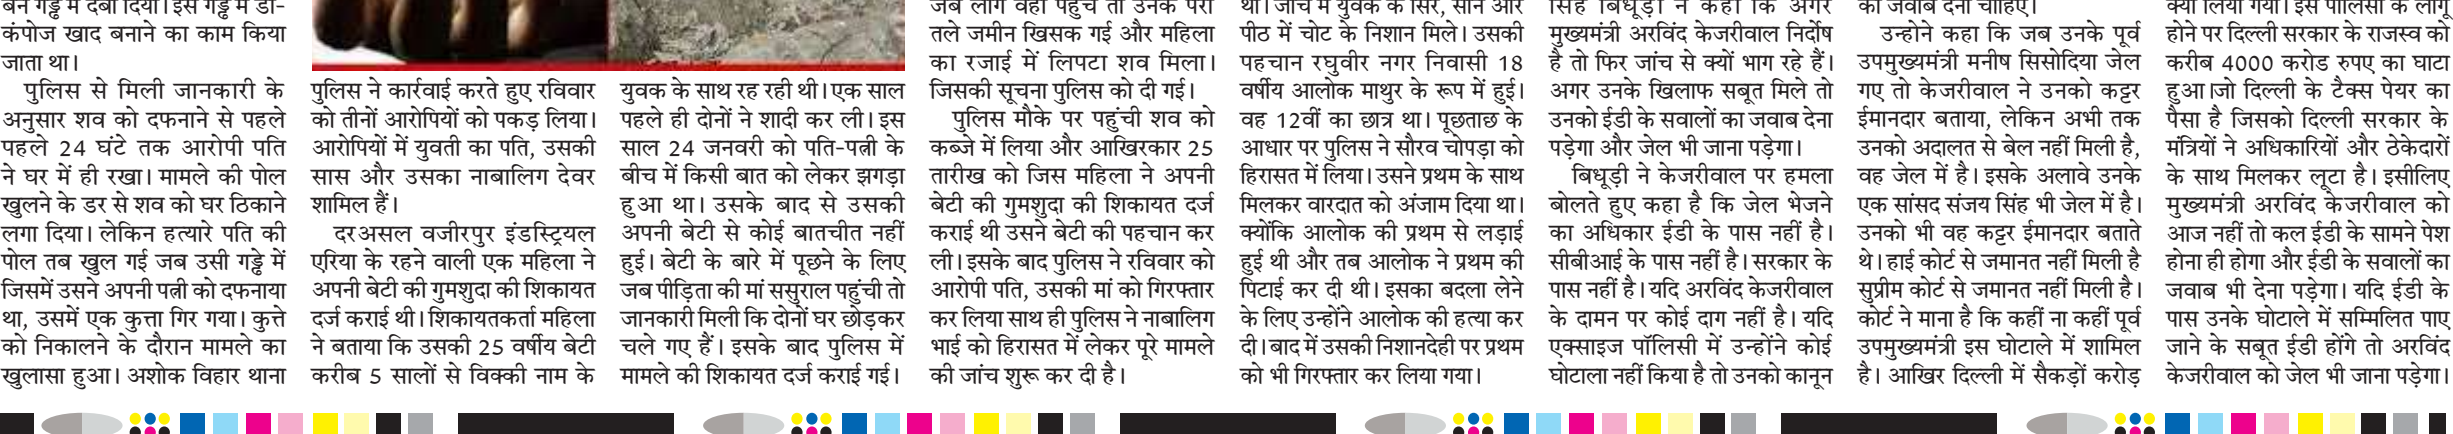 बने गड्ढे में दबा दिया। इस गड्ढे में डी-
कंपोज खाद बनाने का काम किया
जाता था।
पुलिस से मिली जानकारी के
अनुसार शव को दफनाने से पहले
पहले 24 घंटे तक आरोपी पति
ने घर में ही रखा। मामले की पोल
खुलने के डर से शव को घर ठिकाने
लगा दिया। लेकिन हत्यारे पति की
पोल तब खुल गई जब उसी गड्ढे में
जिसमें उसने अपनी पत्नी को दफनाया
था, उसमें एक कुत्ता गिर गया। कुत्ते
को निकालने के दौरान मामले का
खुलासा हुआ। अशोक विहार थाना
पुलिस ने कार्रवाई करते हुए रविवार
को तीनों आरोपियों को पकड़ लिया।
आरोपियों में युवती का पति, उसकी
सास और उसका नाबालिग देवर
शामिल हैं।
दरअसल वजीरपुर इंडस्ट्रियल
एरिया के रहने वाली एक महिला ने
अपनी बेटी की गुमशुदा की शिकायत
दर्ज कराई थी। शिकायतकर्ता महिला
ने बताया कि उसकी 25 वर्षीय बेटी
करीब 5 सालों से विक्की नाम के
युवक के साथ रह रही थी। एक साल
पहले ही दोनों ने शादी कर ली। इस
साल 24 जनवरी को पति-पत्नी के
बीच में किसी बात को लेकर झगड़ा
हुआ था। उसके बाद से उसकी
अपनी बेटी से कोई बातचीत नहीं
हुई। बेटी के बारे में पूछने के लिए
जब पीड़िता की मां ससुराल पहुंची तो
जानकारी मिली कि दोनों घर छोड़कर
चले गए हैं। इसके बाद पुलिस में
मामले की शिकायत दर्ज कराई गई।
जब लोग वहां पहुंचे तो उनके पैरों
तले जमीन खिसक गई और महिला
का रजाई में लिपटा शव मिला।
जिसकी सूचना पुलिस को दी गई।
पुलिस मौके पर पहुंची शव को
कब्जे में लिया और आखिरकार 25
तारीख को जिस महिला ने अपनी
बेटी की गुमशुदा की शिकायत दर्ज
कराई थी उसने बेटी की पहचान कर
ली। इसके बाद पुलिस ने रविवार को
आरोपी पति, उसकी मां को गिरफ्तार
कर लिया साथ ही पुलिस ने नाबालिग
भाई को हिरासत में लेकर पूरे मामले
की जांच शुरू कर दी है।
था। जांच में युवक के सिर, सीने और
पीठ में चोट के निशान मिले। उसकी
पहचान रघुवीर नगर निवासी 18
वर्षीय आलोक माथुर के रूप में हुई।
वह 12वीं का छात्र था। पूछताछ के
आधार पर पुलिस ने सौरव चोपड़ा को
हिरासत में लिया। उसने प्रथम के साथ
मिलकर वारदात को अंजाम दिया था।
क्योंकि आलोक की प्रथम से लड़ाई
हुई थी और तब आलोक ने प्रथम की
पिटाई कर दी थी। इसका बदला लेने
के लिए उन्होंने आलोक की हत्या कर
दी। बाद में उसकी निशानदेही पर प्रथम
को भी गिरफ्तार कर लिया गया।
सिंह बिधूड़ी ने कहा कि अगर
मुख्यमंत्री अरविंद केजरीवाल निर्दोष
है तो फिर जांच से क्यों भाग रहे हैं।
अगर उनके खिलाफ सबूत मिले तो
उनको ईडी के सवालों का जवाब देना
पड़ेगा और जेल भी जाना पड़ेगा।
बिधूड़ी ने केजरीवाल पर हमला
बोलते हुए कहा है कि जेल भेजने
का अधिकार ईडी के पास नहीं है।
सीबीआई के पास नहीं है। सरकार के
पास नहीं है। यदि अरविंद केजरीवाल
के दामन पर कोई दाग नहीं है। यदि
एक्साइज पॉलिसी में उन्होंने कोई
घोटाला नहीं किया है तो उनको कानून
का जवाब देना चाहिए।
उन्होंने कहा कि जब उनके पूर्व
उपमुख्यमंत्री मनीष सिसोदिया जेल
गए तो केजरीवाल ने उनको कट्टर
ईमानदार बताया, लेकिन अभी तक
उनको अदालत से बेल नहीं मिली है,
वह जेल में है। इसके अलावे उनके
एक सांसद संजय सिंह भी जेल में है।
उनको भी वह कट्टर ईमानदार बताते
थे। हाई कोर्ट से जमानत नहीं मिली है
सुप्रीम कोर्ट से जमानत नहीं मिली है।
कोर्ट ने माना है कि कहीं ना कहीं पूर्व
उपमुख्यमंत्री इस घोटाले में शामिल
है। आखिर दिल्ली में सैकड़ों करोड़
क्यों लिया गया। इस पॉलिसी के लागू
होने पर दिल्ली सरकार के राजस्व को
करीब 4000 करोड रुपए का घाटा
हुआ।जो दिल्ली के टैक्स पेयर का
पैसा है जिसको दिल्ली सरकार के
मंत्रियों ने अधिकारियों और ठेकेदारों
के साथ मिलकर लूटा है। इसीलिए
मुख्यमंत्री अरविंद केजरीवाल को
आज नहीं तो कल ईडी के सामने पेश
होना ही होगा और ईडी के सवालों का
जवाब भी देना पड़ेगा। यदि ईडी के
पास उनके घोटाले में सम्मिलित पाए
जाने के सबूत ईडी होंगे तो अरविंद
केजरीवाल को जेल भी जाना पड़ेगा।